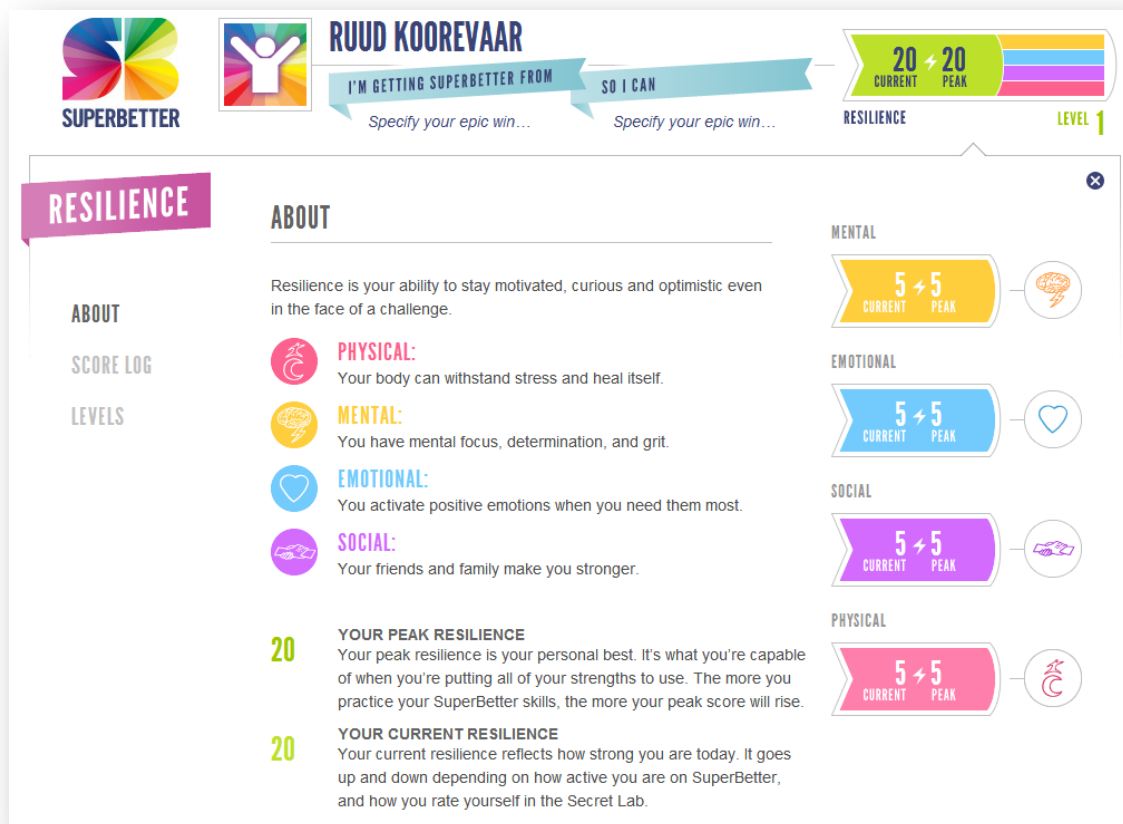 SUPERBETTER
RUUD KOOREVAAR
I'M GETTING SUPERBETTER FROM
SO I CAN
Specify your epic win…
Specify your epic win…
20 20
CURRENT PEAK
RESILIENCE
LEVEL 1
RESILIENCE
ABOUT
SCORE LOG
LEVELS
ABOUT
Resilience is your ability to stay motivated, curious and optimistic even
in the face of a challenge.
PHYSICAL:
Your body can withstand stress and heal itself.
MENTAL:
You have mental focus, determination, and grit.
EMOTIONAL:
You activate positive emotions when you need them most.
SOCIAL:
Your friends and family make you stronger.
20
YOUR PEAK RESILIENCE
Your peak resilience is your personal best. It's what you're capable
of when you're putting all of your strengths to use. The more you
practice your SuperBetter skills, the more your peak score will rise.
20
YOUR CURRENT RESILIENCE
Your current resilience reflects how strong you are today. It goes
up and down depending on how active you are on SuperBetter,
and how you rate yourself in the Secret Lab.
MENTAL
5 5
CURRENT PEAK
EMOTIONAL
5 5
CURRENT PEAK
SOCIAL
5 5
CURRENT PEAK
PHYSICAL
5 5
CURRENT PEAK